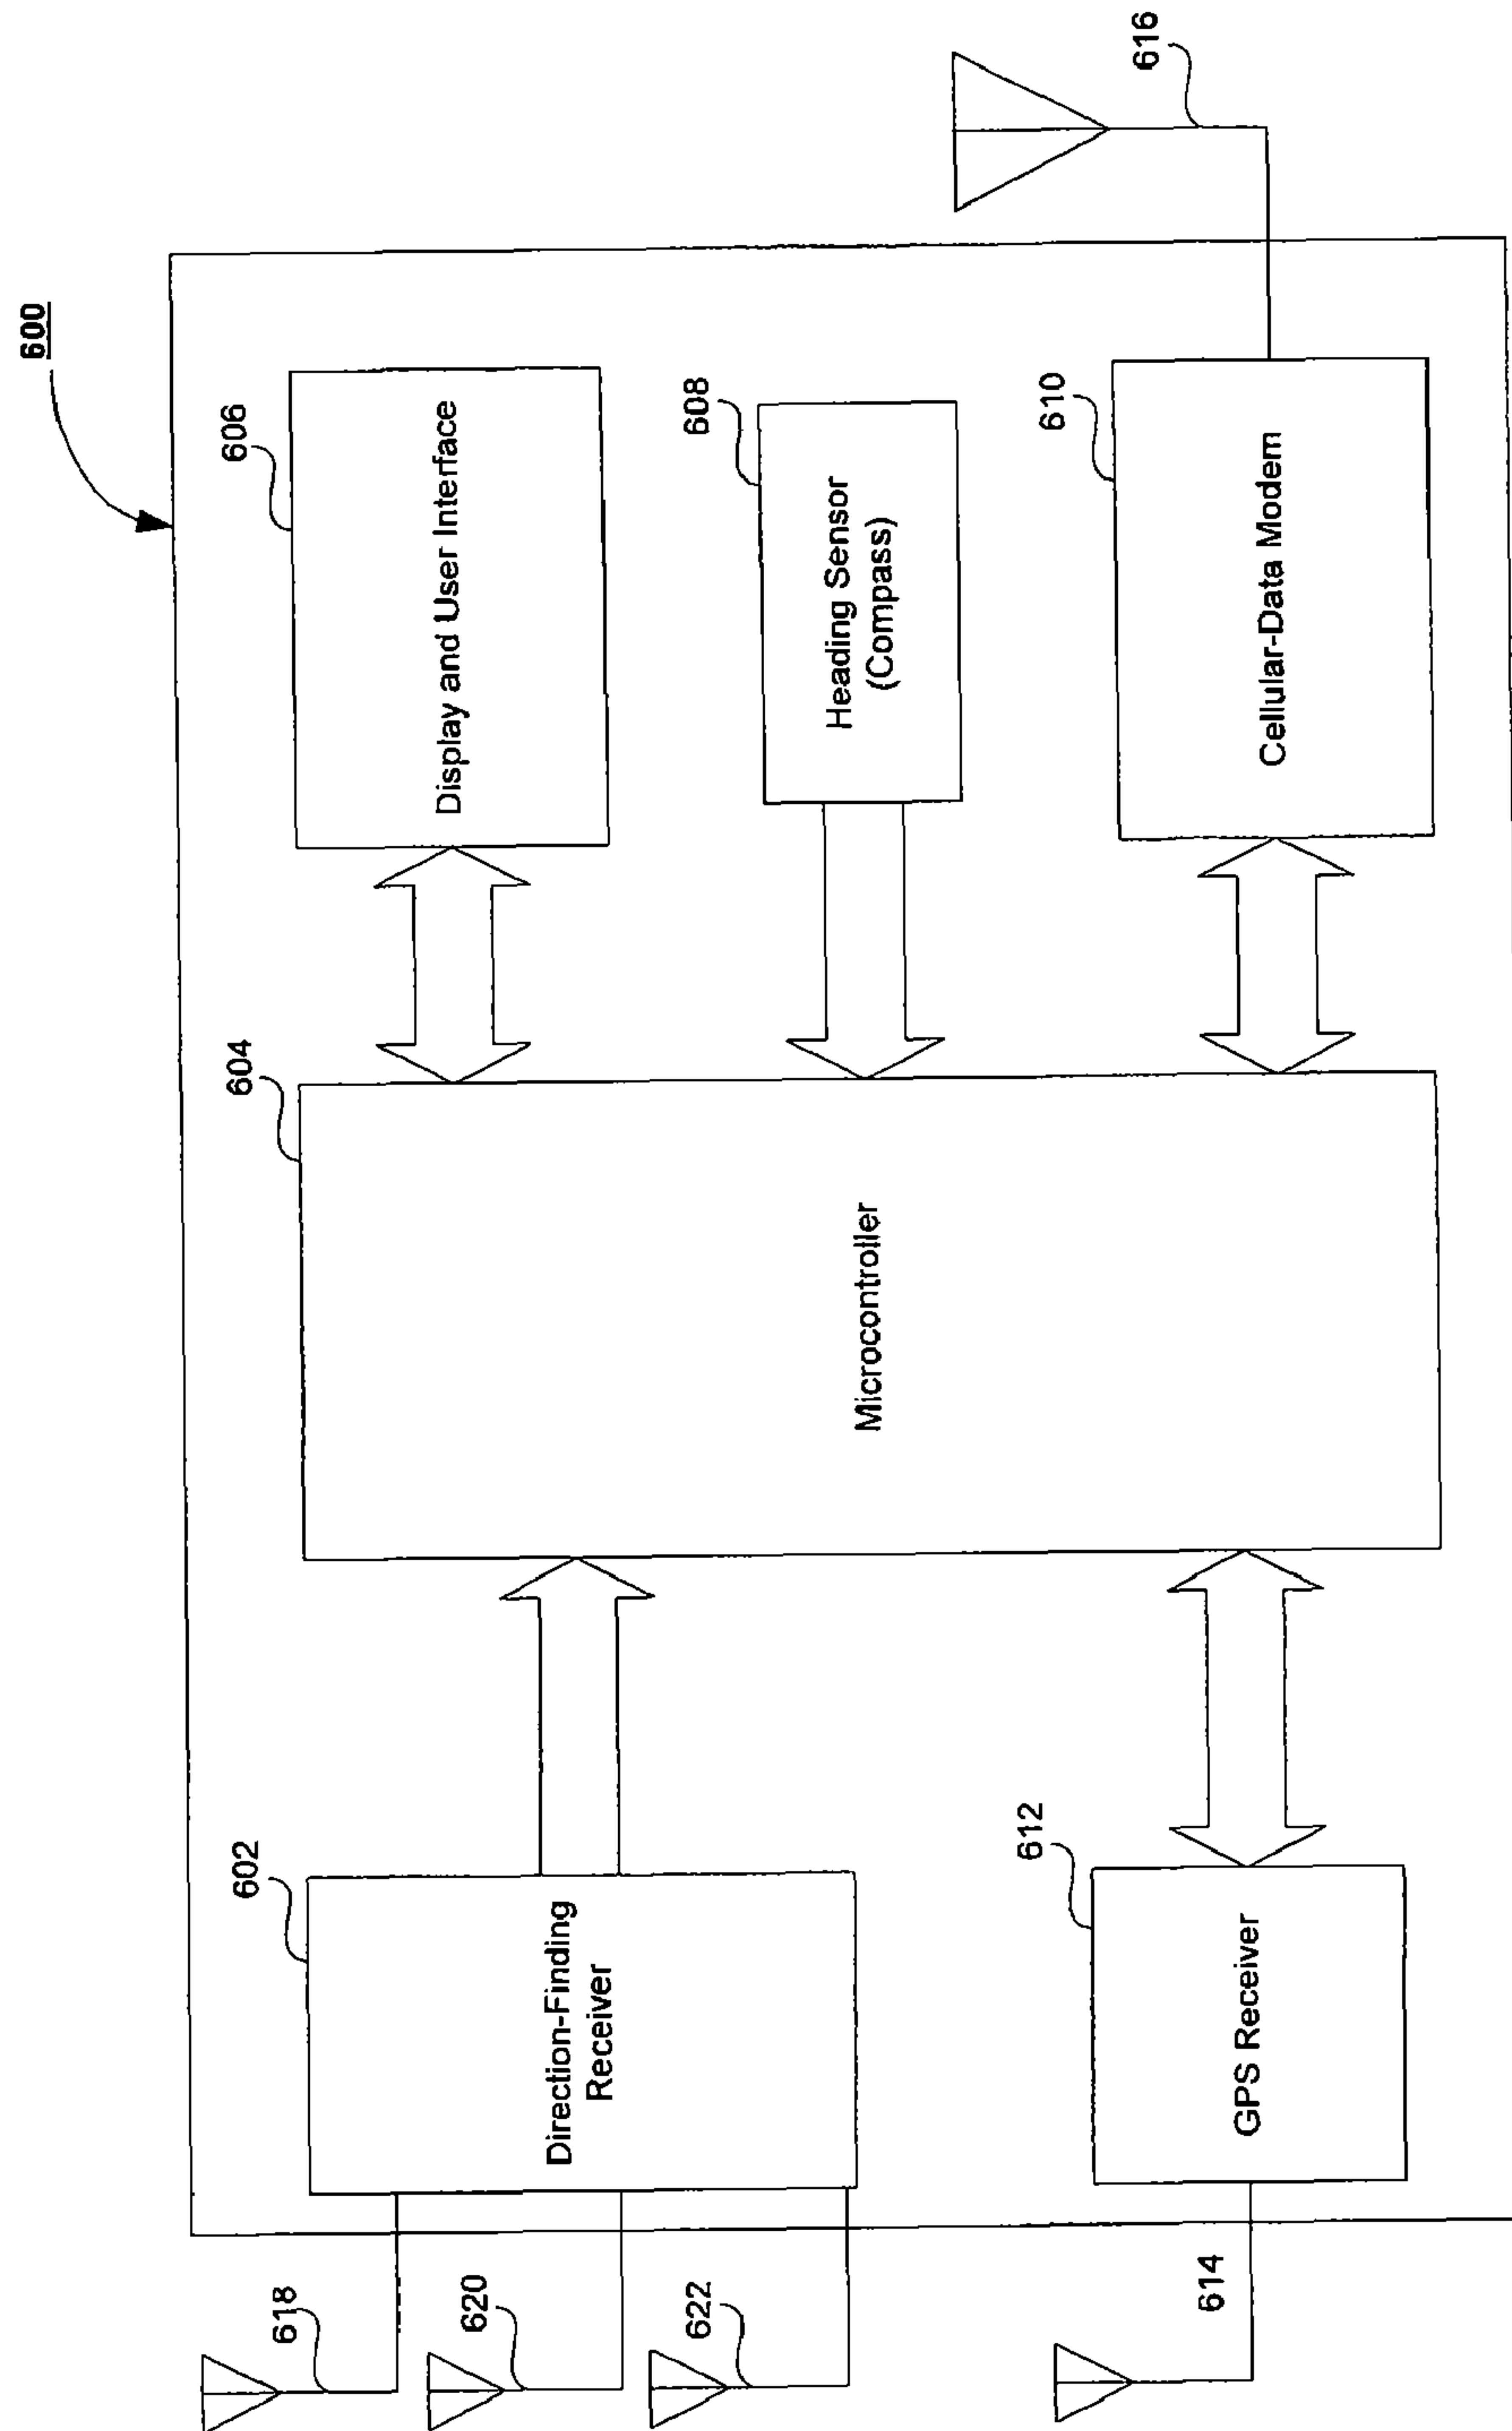 600
602
Direction-Finding
Receiver
604
Microcontroller
606
Display and User Interface
608
Heading Sensor
(Compass)
610
Cellular-Data Modem
612
GPS Receiver
614
616
618
620
622